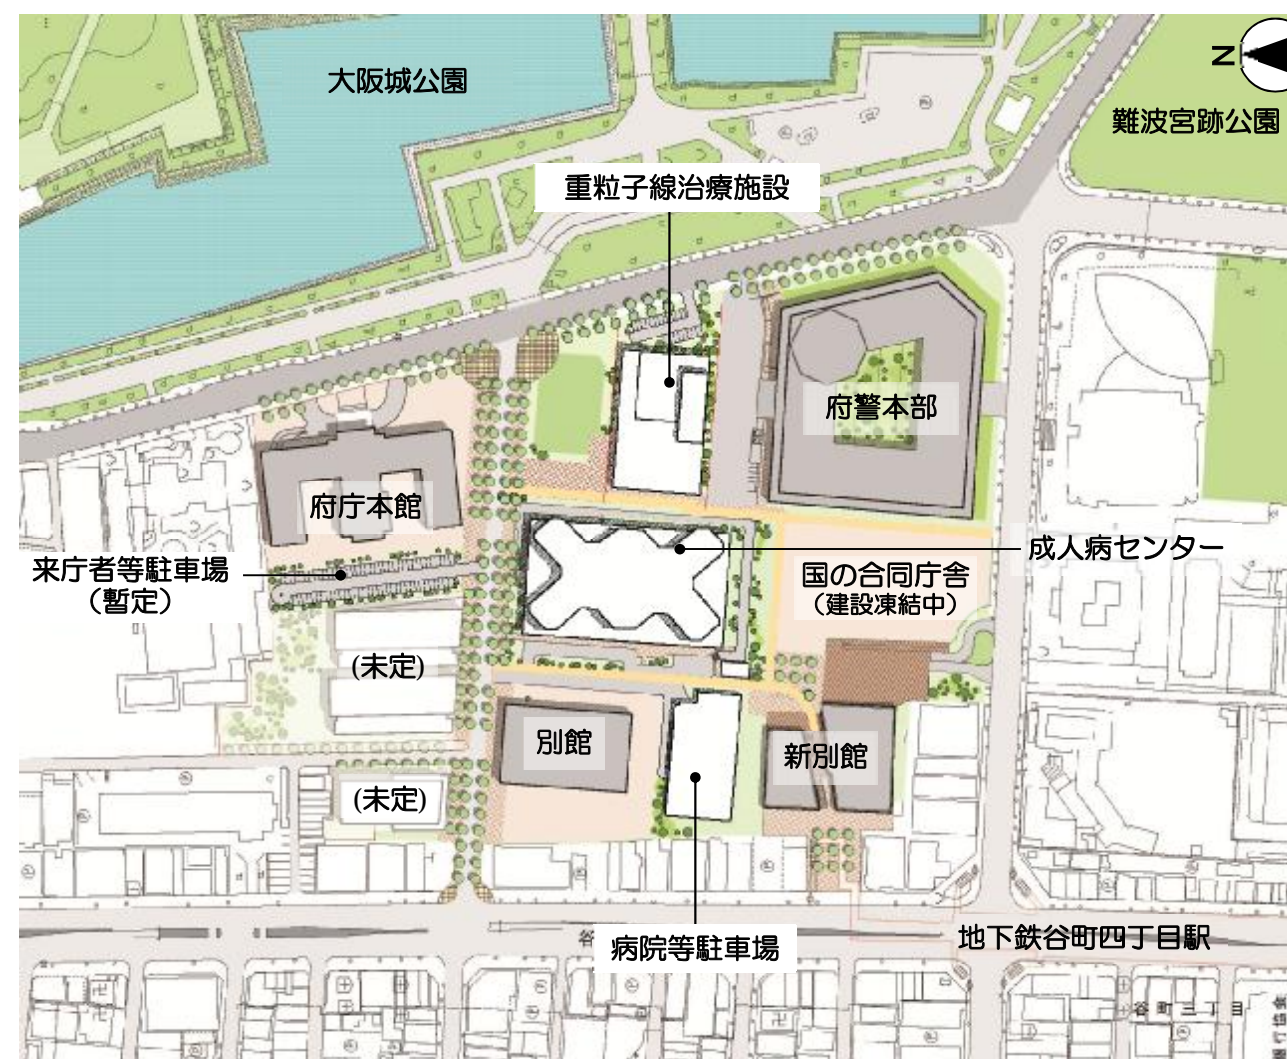 大阪城公園
N
難波宮跡公園
重粒子線治療施設
府警本部
府庁本館
成人病センター
来庁者等駐車場
（暫定）
国の合同庁舎
（建設凍結中）
(未定)
別館
新別館
(未定)
病院等駐車場
谷
地下鉄谷町四丁目駅
谷町三丁目